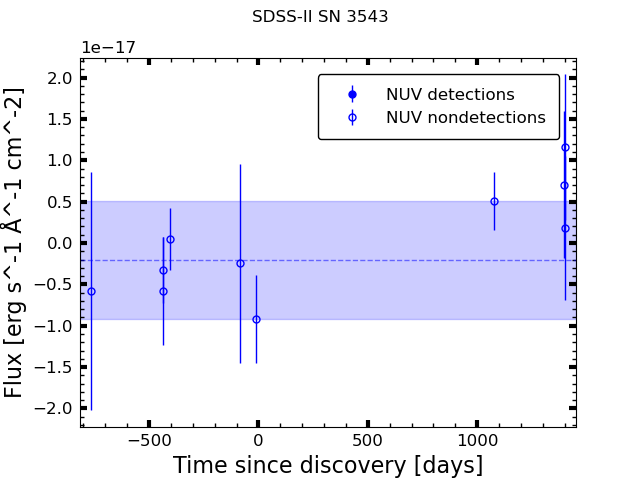 SDSS-II SN 3543
1e−17
NUV detections
NUV nondetections
2.0
1.5
1.0
0.5
0.0
−0.5
−1.0
−1.5
−2.0
Flux [erg s^-1 Å^-1 cm^-2]
−500 0 500 1000
Time since discovery [days]